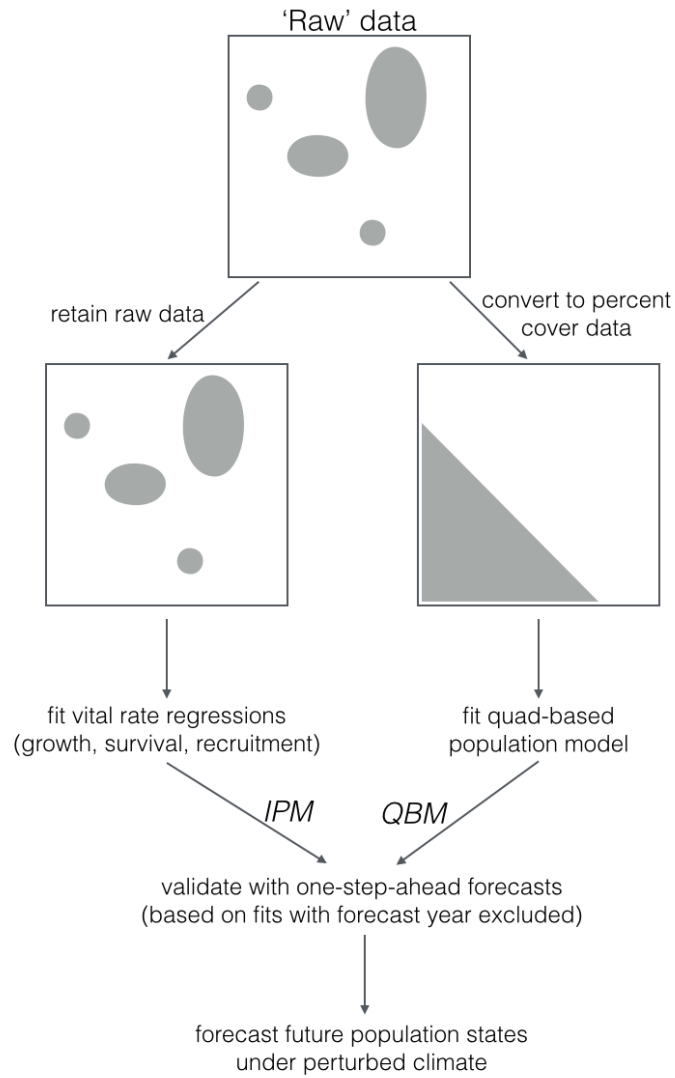 ‘Raw’ data
retain raw data
convert to percent
cover data
fit vital rate regressions
(growth, survival, recruitment)
fit quad-based
population model
IPM
QBM
validate with one-step-ahead forecasts
(based on fits with forecast year excluded)
forecast future population states
under perturbed climate